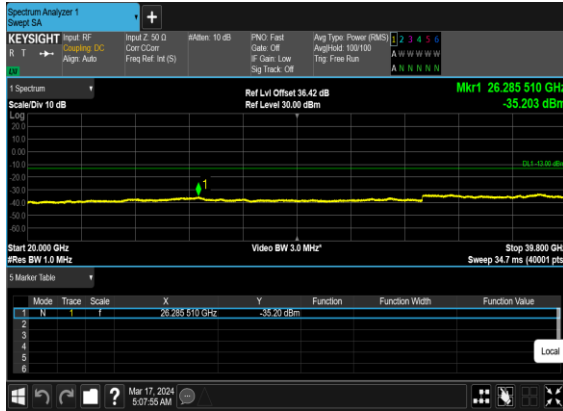 Spectrum Analyzer 1
Swept SA
+
KEYSIGHT Input: RF Input Z: 50 Ω #Atten: 10 dB PNO: Fast Avg Type: Power (RMS) 1 2 3 4 5 6
R T Coupling: DC Corr CCorr Gate: Off Avg|Hold: 100/100 A W W W W W
Align: Auto Freq Ref: Int (S) IF Gain: Low Trig: Free Run
Sig Track: Off A N N N N N
LVI
1 Spectrum Ref Lvl Offset 36.42 dB Mkr1 26.285 510 GHz
Scale/Div 10 dB Ref Level 30.00 dBm -35.203 dBm
Log
20.0
10.0
0.00
-10.0 DL1 -13.00 dBm
-20.0
-30.0 1
-40.0
-50.0
-60.0
Start 20.000 GHz Video BW 3.0 MHz* Stop 39.800 GHz
#Res BW 1.0 MHz Sweep 34.7 ms (40001 pts)
5 Marker Table
Mode Trace Scale X Y Function Function Width Function Value
1 N 1 f 26.285 510 GHz -35.20 dBm
2
3
4
5
6
Local
? Mar 17, 2024
5:07:55 AM